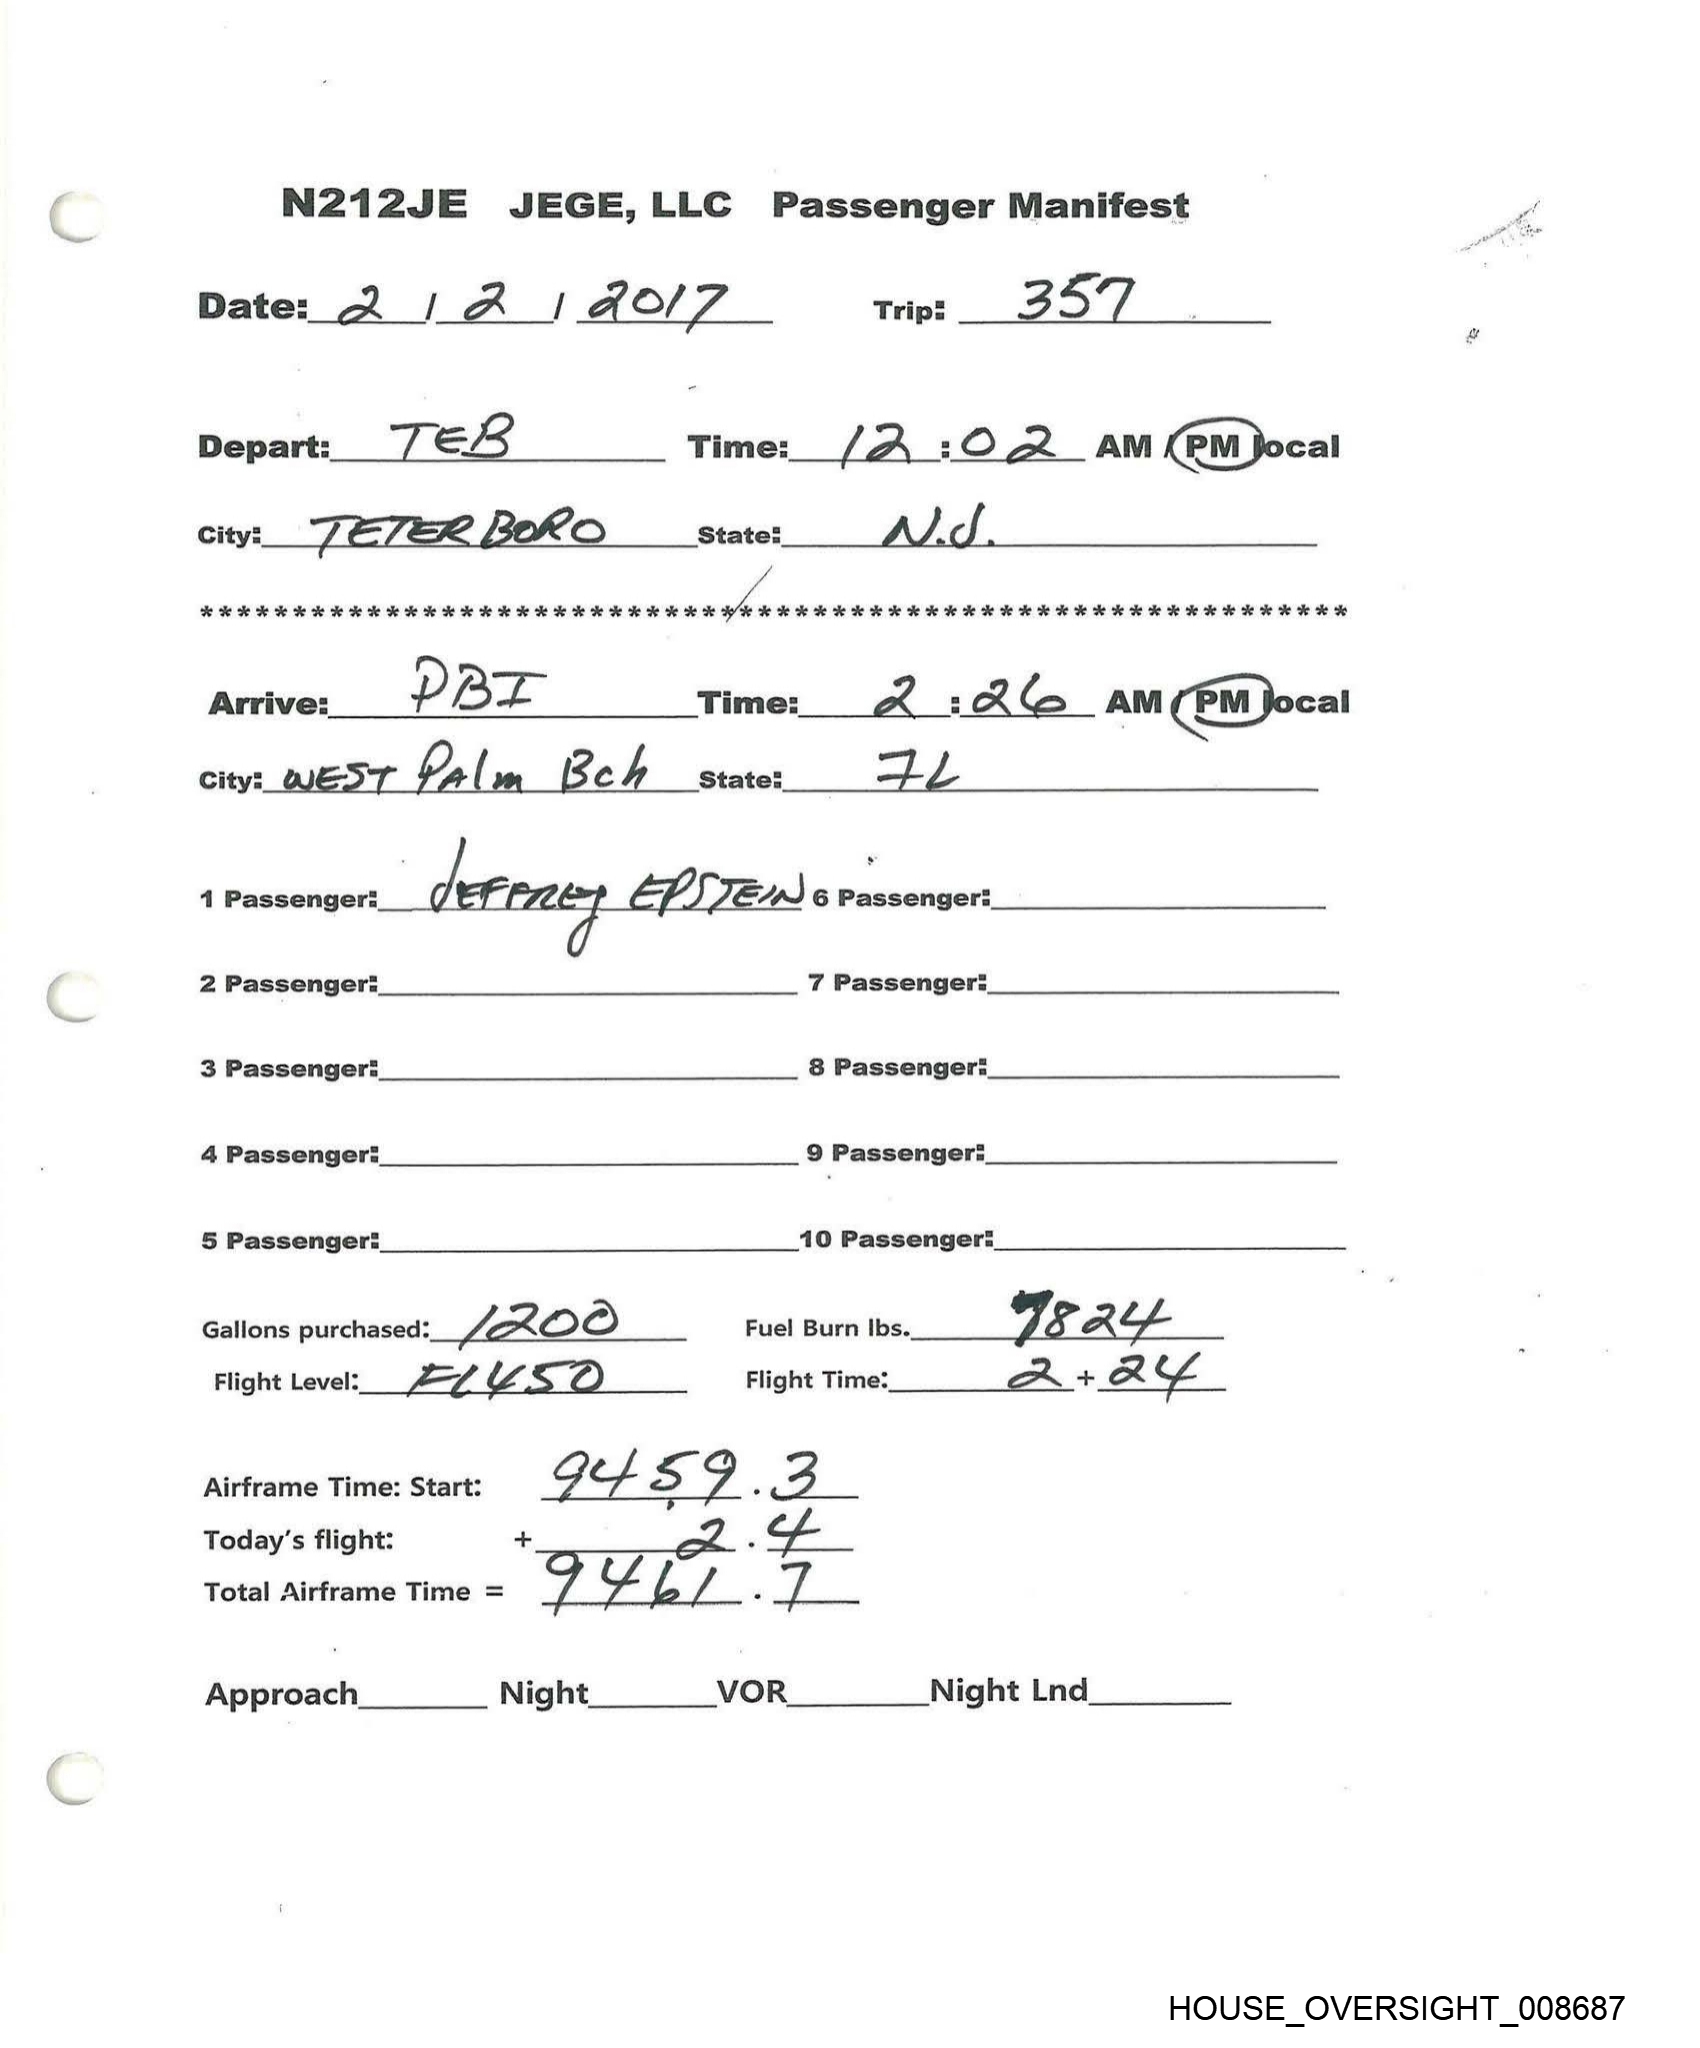 N212JE JEGE, LLC Passenger Manifest
Date: 2 / 2 / 2017 Trip: 357
Depart: TEB Time: 12 : 02 AM / PM local
City: TETERBORO State: N.J.
**************************************************************
Arrive: PBI Time: 2 : 26 AM / PM local
City: WEST PAlm Bch State: FL
1 Passenger: JEFFREy EPSTEIN 6 Passenger:
2 Passenger: 7 Passenger:
3 Passenger: 8 Passenger:
4 Passenger: 9 Passenger:
5 Passenger: 10 Passenger:
Gallons purchased: 1200 Fuel Burn lbs. 7824
Flight Level: FL450 Flight Time: 2 + 24
Airframe Time: Start: 9459.3
Today's flight: + 2.4
Total Airframe Time = 9461.7
Approach Night VOR Night Lnd
HOUSE_OVERSIGHT_008687